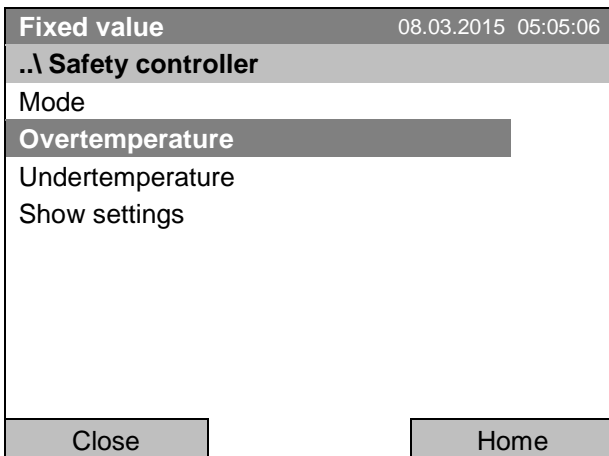 Fixed value 08.03.2015 05:05:06
..\ Safety controller
Mode
Overtemperature
Undertemperature
Show settings
Close Home